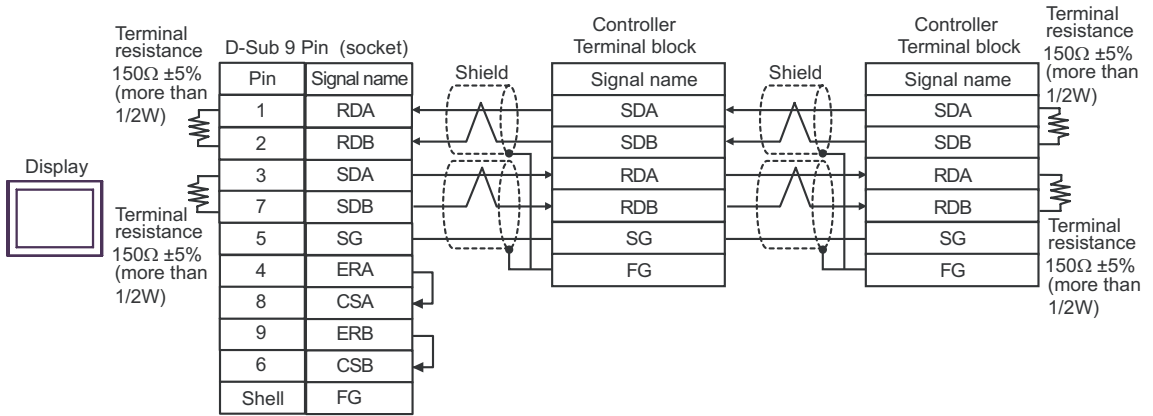 Display
Terminal
resistance
150Ω ±5%
(more than
1/2W)
Terminal
resistance
150Ω ±5%
(more than
1/2W)
D-Sub 9 Pin (socket)
Pin Signal name
1 RDA
2 RDB
3 SDA
7 SDB
5 SG
4 ERA
8 CSA
9 ERB
6 CSB
Shell FG
Shield
Controller
Terminal block
Signal name
SDA
SDB
RDA
RDB
SG
FG
Shield
Controller
Terminal block
Signal name
SDA
SDB
RDA
RDB
SG
FG
Terminal
resistance
150Ω ±5%
(more than
1/2W)
Terminal
resistance
150Ω ±5%
(more than
1/2W)